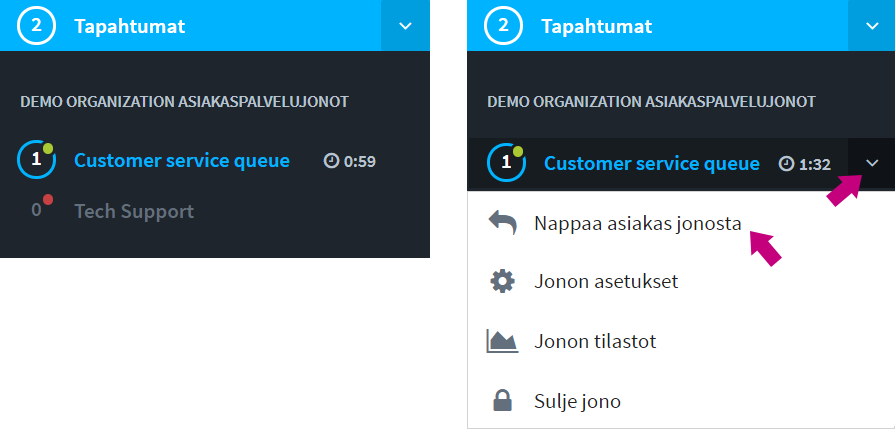 2 Tapahtumat
DEMO ORGANIZATION ASIAKASPALVELUJONOT
1 Customer service queue 0:59
0 Tech Support
2 Tapahtumat
DEMO ORGANIZATION ASIAKASPALVELUJONOT
1 Customer service queue 1:32
Nappaa asiakas jonosta
Jonon asetukset
Jonon tilastot
Sulje jono